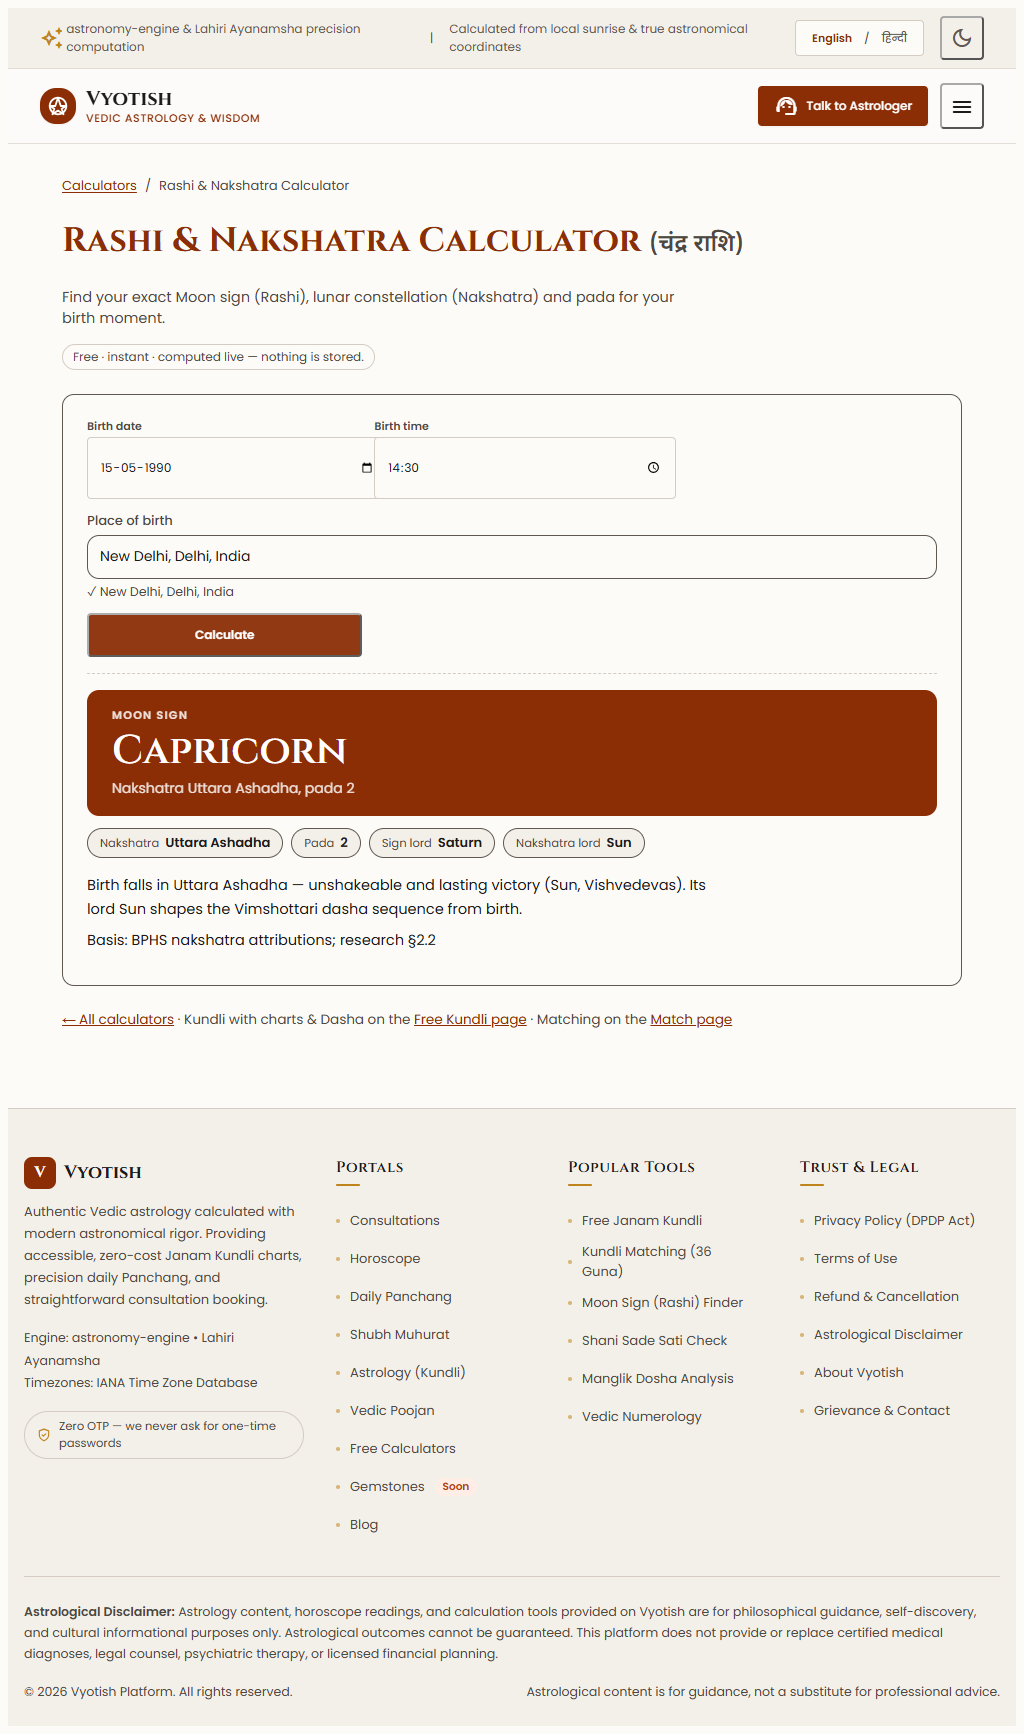 astronomy-engine & Lahiri Ayanamsha precision
computation
|
Calculated from local sunrise & true astronomical
coordinates
English / हिन्दी
Vyotish
VEDIC ASTROLOGY & WISDOM
Talk to Astrologer
Calculators / Rashi & Nakshatra Calculator
Rashi & Nakshatra Calculator (चंद्र राशि)
Find your exact Moon sign (Rashi), lunar constellation (Nakshatra) and pada for your
birth moment.
Free · instant · computed live — nothing is stored.
Birth date
Birth time
15-05-1990
14:30
Place of birth
New Delhi, Delhi, India
✓ New Delhi, Delhi, India
Calculate
MOON SIGN
Capricorn
Nakshatra Uttara Ashadha, pada 2
Nakshatra Uttara Ashadha
Pada 2
Sign lord Saturn
Nakshatra lord Sun
Birth falls in Uttara Ashadha — unshakeable and lasting victory (Sun, Vishvedevas). Its
lord Sun shapes the Vimshottari dasha sequence from birth.
Basis: BPHS nakshatra attributions; research §2.2
← All calculators · Kundli with charts & Dasha on the Free Kundli page · Matching on the Match page
V Vyotish
Authentic Vedic astrology calculated with
modern astronomical rigor. Providing
accessible, zero-cost Janam Kundli charts,
precision daily Panchang, and
straightforward consultation booking.
Engine: astronomy-engine • Lahiri
Ayanamsha
Timezones: IANA Time Zone Database
Zero OTP — we never ask for one-time
passwords
Portals
Consultations
Horoscope
Daily Panchang
Shubh Muhurat
Astrology (Kundli)
Vedic Poojan
Free Calculators
Gemstones Soon
Blog
Popular Tools
Free Janam Kundli
Kundli Matching (36
Guna)
Moon Sign (Rashi) Finder
Shani Sade Sati Check
Manglik Dosha Analysis
Vedic Numerology
Trust & Legal
Privacy Policy (DPDP Act)
Terms of Use
Refund & Cancellation
Astrological Disclaimer
About Vyotish
Grievance & Contact
Astrological Disclaimer: Astrology content, horoscope readings, and calculation tools provided on Vyotish are for philosophical guidance, self-discovery,
and cultural informational purposes only. Astrological outcomes cannot be guaranteed. This platform does not provide or replace certified medical
diagnoses, legal counsel, psychiatric therapy, or licensed financial planning.
© 2026 Vyotish Platform. All rights reserved.
Astrological content is for guidance, not a substitute for professional advice.